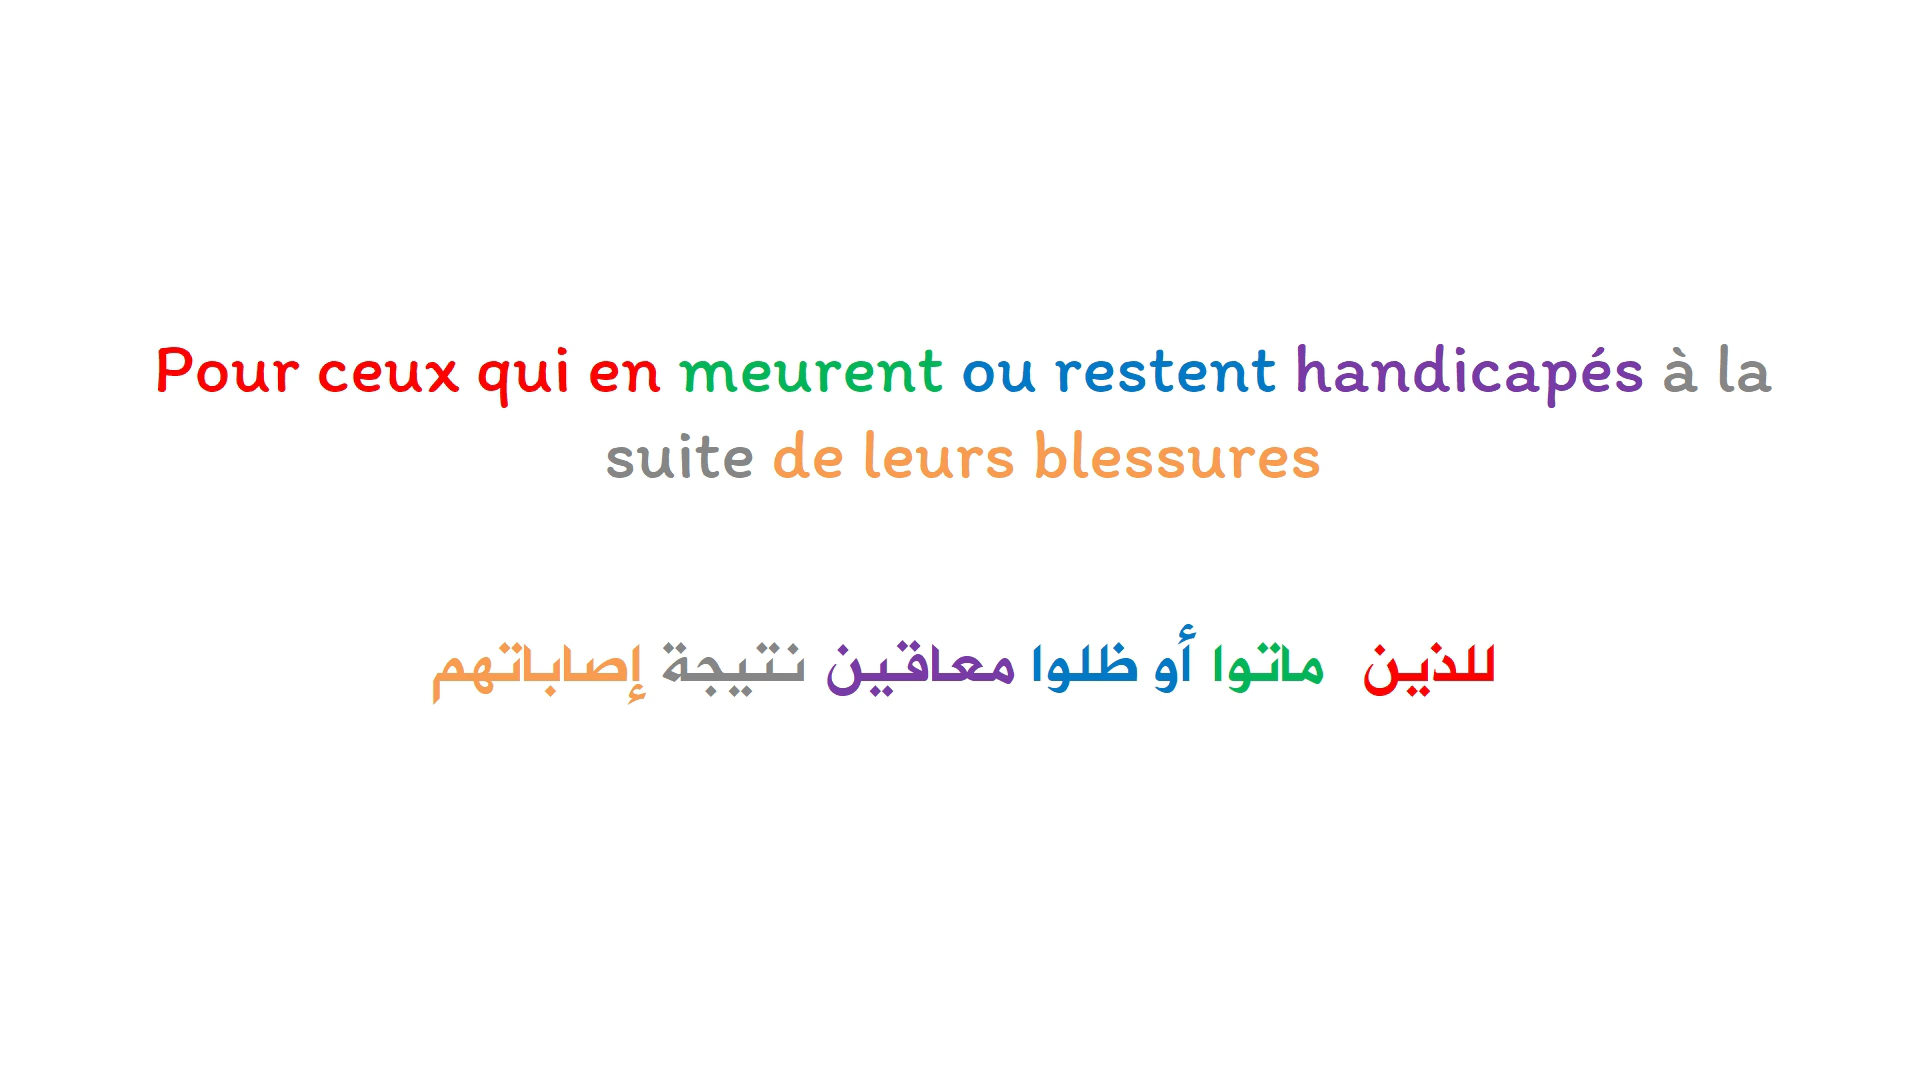 Pour ceux qui en meurent ou restent handicapés à la
suite de leurs blessures
للذين ماتوا أو ظلوا معاقين نتيجة إصاباتهم